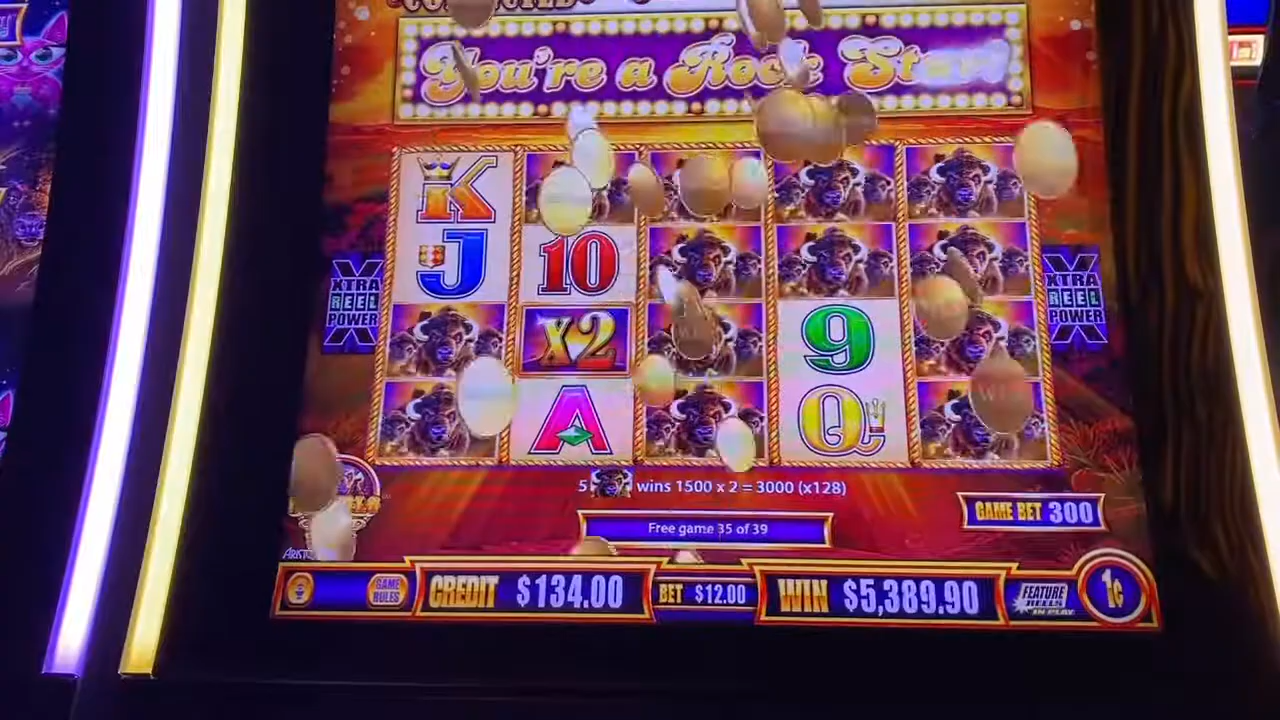 You're a Rock Star!
K
J
10
x2
A
9
Q
XTRA
REEL
POWER
XTRA
REEL
POWER
5 wins 1500 x 2 = 3000 (x128)
Free game 35 of 39
GAME BET 300
GAME
RULES
CREDIT $134.00
BET $12.00
WIN $5,389.90
FEATURE
REELS
IN PLAY
1¢